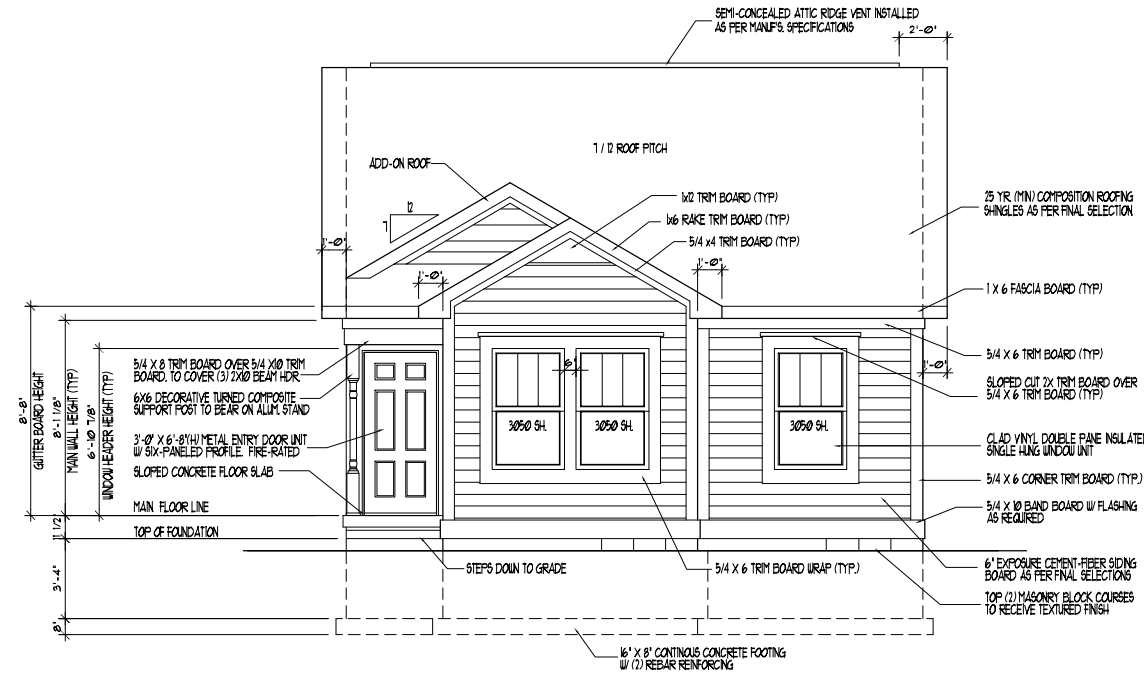 SEMI-CONCEALED ATTIC RIDGE VENT INSTALLED
AS PER MANUF'S. SPECIFICATIONS
2'-0"
7 / 12 ROOF PITCH
ADD-ON ROOF
12
7
1x12 TRIM BOARD (TYP)
1x6 RAKE TRIM BOARD (TYP)
5/4 x4 TRIM BOARD (TYP)
25 YR. (MIN) COMPOSITION ROOFING
SHINGLES AS PER FINAL SELECTION
1'-0"
1'-0"
1'-0"
1 X 6 FASCIA BOARD (TYP)
5/4 X 6 TRIM BOARD (TYP)
1'-0"
SLOPED CUT 2X TRIM BOARD OVER
5/4 X 6 TRIM BOARD (TYP)
5/4 X 8 TRIM BOARD OVER 5/4 X10 TRIM
BOARD. TO COVER (3) 2X10 BEAM HDR.
6X6 DECORATIVE TURNED COMPOSITE
SUPPORT POST TO BEAR ON ALUM. STAND
3'-0" X 6'-8"(H) METAL ENTRY DOOR UNIT
W/ SIX-PANELED PROFILE. FIRE-RATED
SLOPED CONCRETE FLOOR SLAB
MAIN FLOOR LINE
TOP OF FOUNDATION
8'-8"
GUTTER BOARD HEIGHT
8'-1 1/8"
MAIN WALL HEIGHT (TYP)
6'-10 7/8"
WINDOW HEADER HEIGHT (TYP)
6"
3050 SH.
3050 SH.
3050 SH.
CLAD VINYL DOUBLE PANE INSULATE
SINGLE HUNG WINDOW UNIT
5/4 X 6 CORNER TRIM BOARD (TYP.)
5/4 X 10 BAND BOARD W/ FLASHING
AS REQUIRED
6" EXPOSURE CEMENT-FIBER SIDING
BOARD AS PER FINAL SELECTIONS
TOP (2) MASONRY BLOCK COURSES
TO RECEIVE TEXTURED FINISH
STEPS DOWN TO GRADE
5/4 X 6 TRIM BOARD WRAP (TYP.)
3'-4"
8"
16" X 8" CONTINOUS CONCRETE FOOTING
W/ (2) REBAR REINFORCING